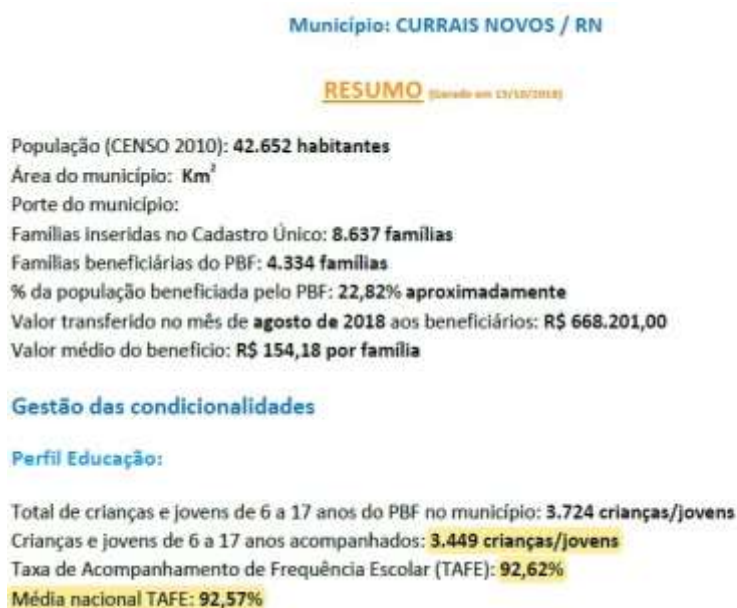 Município: CURRAIS NOVOS / RN
RESUMO (Gerado em 15/10/2018)
População (CENSO 2010): 42.652 habitantes
Área do município: Km²
Porte do município:
Famílias inseridas no Cadastro Único: 8.637 famílias
Famílias beneficiárias do PBF: 4.334 famílias
% da população beneficiada pelo PBF: 22,82% aproximadamente
Valor transferido no mês de agosto de 2018 aos beneficiários: R$ 668.201,00
Valor médio do benefício: R$ 154,18 por família
Gestão das condicionalidades
Perfil Educação:
Total de crianças e jovens de 6 a 17 anos do PBF no município: 3.724 crianças/jovens
Crianças e jovens de 6 a 17 anos acompanhados: 3.449 crianças/jovens
Taxa de Acompanhamento de Frequência Escolar (TAFE): 92,62%
Média nacional TAFE: 92,57%